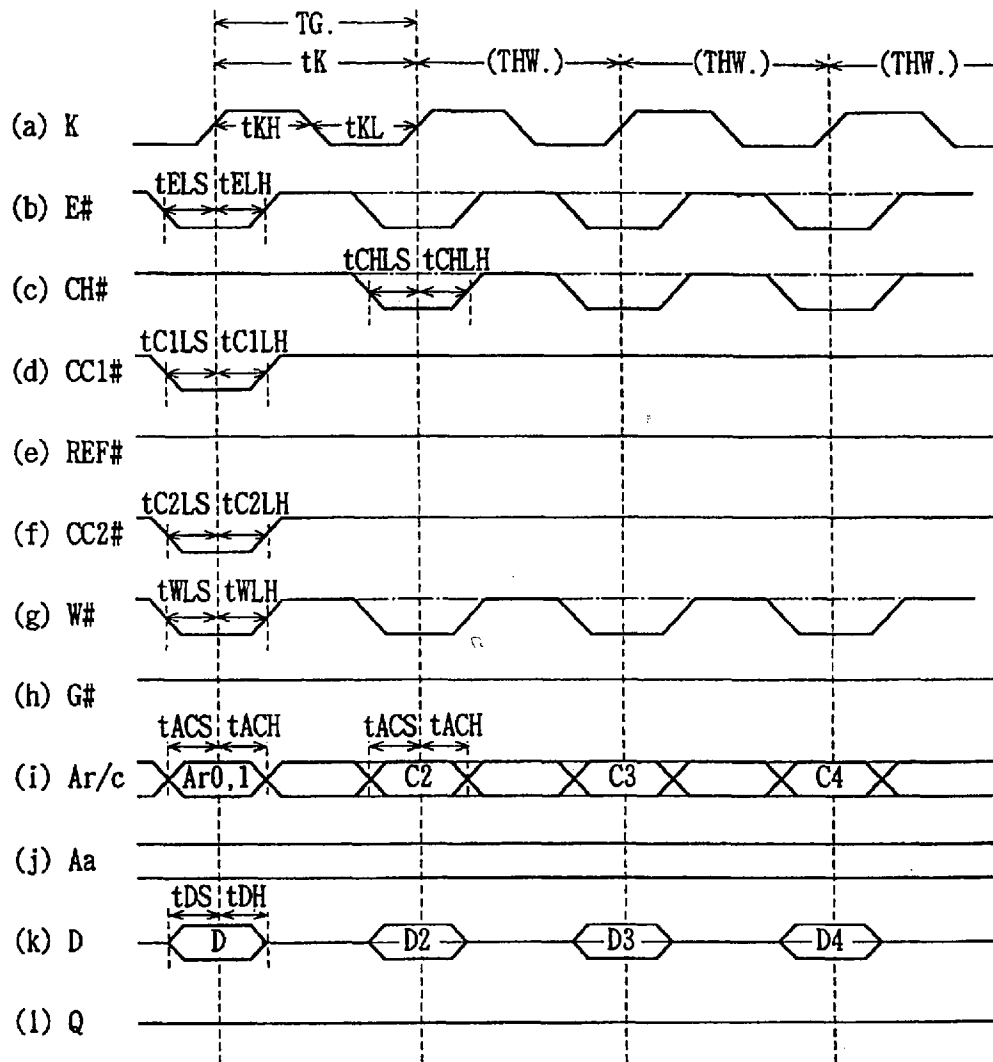 TG.
tK (THW.) (THW.) (THW.)
(a) K tKH tKL
(b) E# tELS tELH
(c) CH# tCHLS tCHLH
(d) CC1# tC1LS tC1LH
(e) REF#
(f) CC2# tC2LS tC2LH
(g) W# tWLS tWLH
(h) G#
tACS tACH tACS tACH
(i) Ar/c Ar0,1 C2 C3 C4
(j) Aa
tDS tDH
(k) D D D2 D3 D4
(l) Q